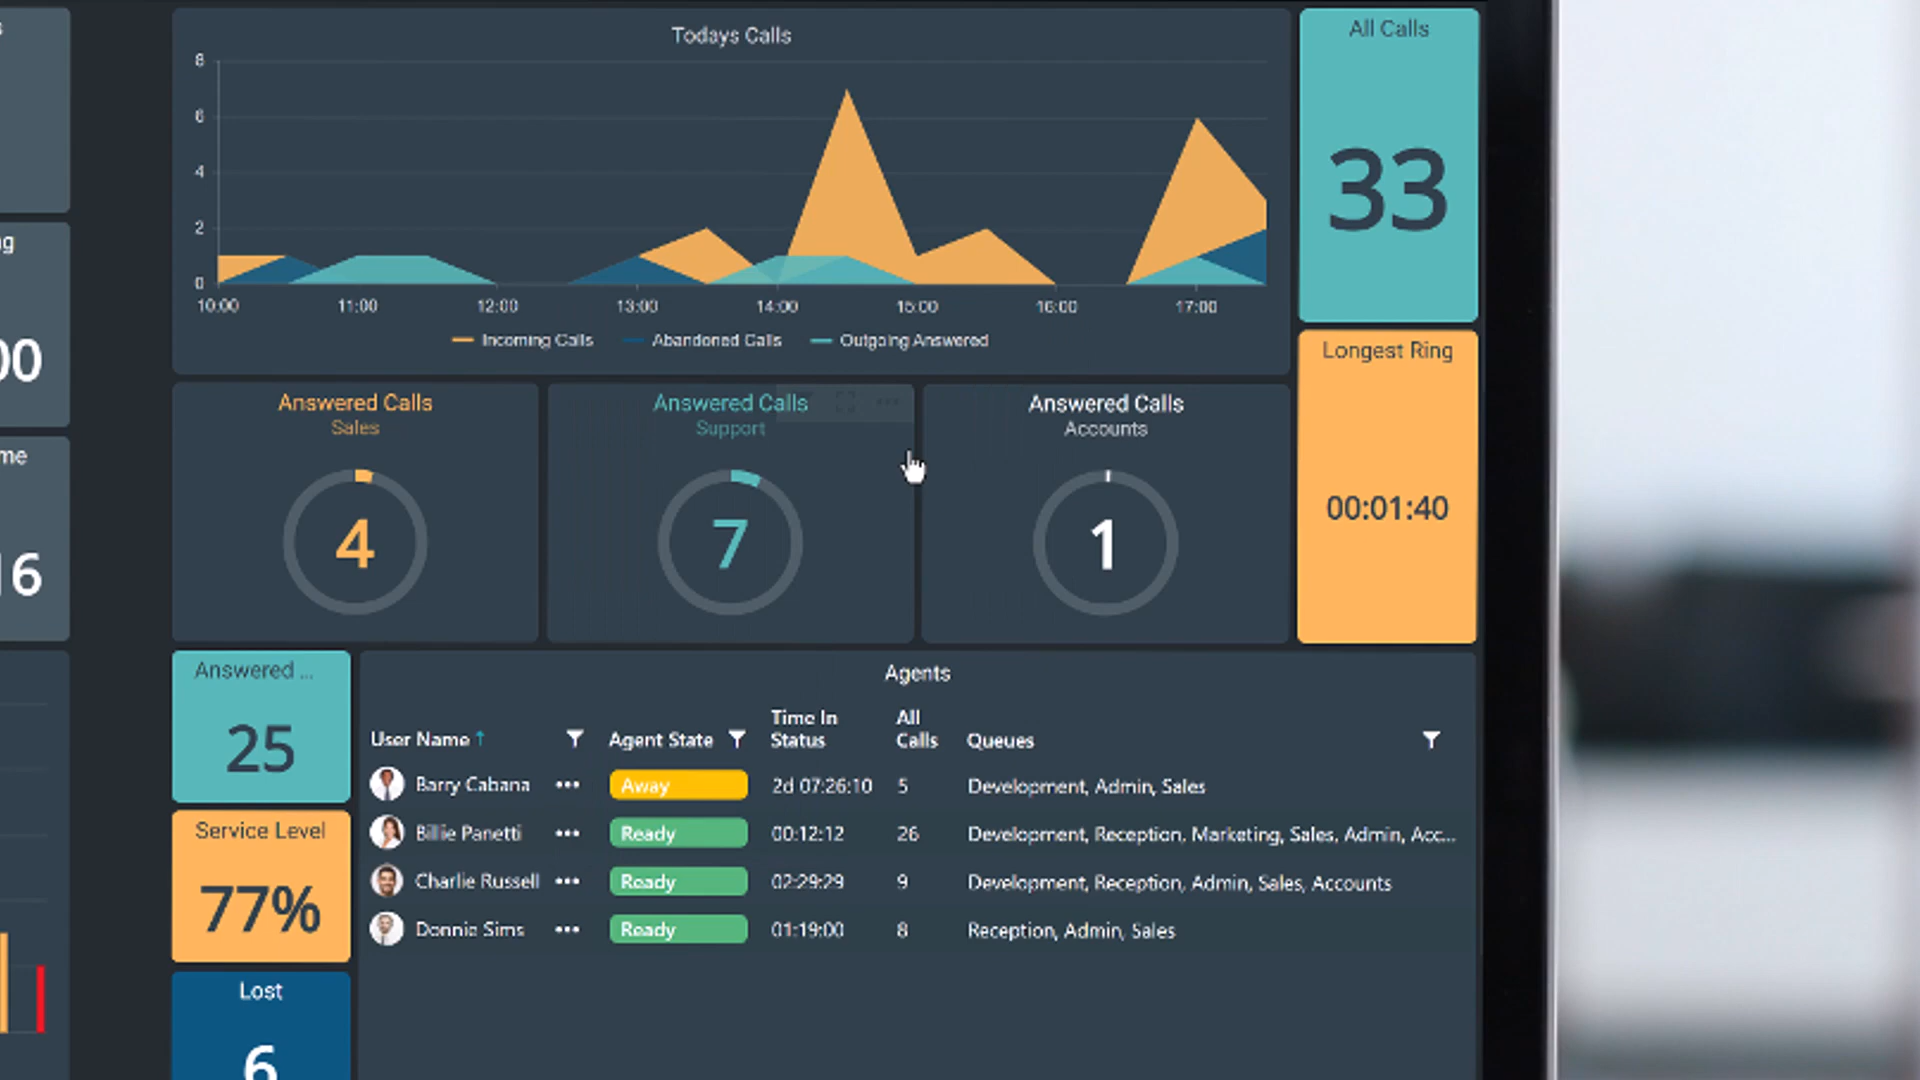 Todays Calls
8
6
4
2
0
10:00 11:00 12:00 13:00 14:00 15:00 16:00 17:00
Incoming Calls Abandoned Calls Outgoing Answered
All Calls
33
Longest Ring
00:01:40
Answered Calls
Sales
4
Answered Calls
Support
7
Answered Calls
Accounts
1
Answered ...
25
Service Level
77%
Lost
6
Agents
User Name Agent State Time In Status All Calls Queues
Barry Cabana Away 2d 07:26:10 5 Development, Admin, Sales
Billie Panetti Ready 00:12:12 26 Development, Reception, Marketing, Sales, Admin, Acc...
Charlie Russell Ready 02:29:29 9 Development, Reception, Admin, Sales, Accounts
Donnie Sims Ready 01:19:00 8 Reception, Admin, Sales